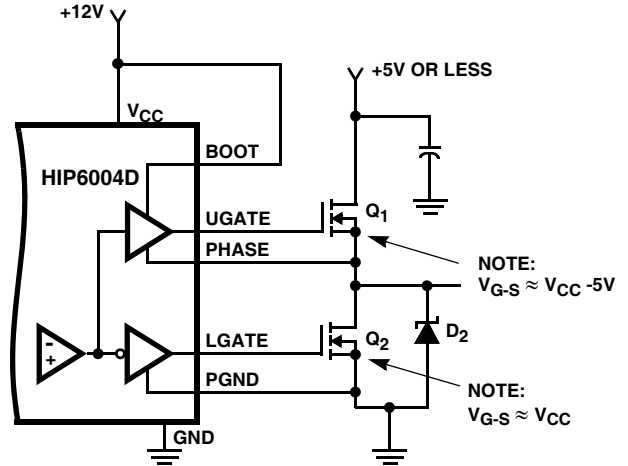 +12V
+5V OR LESS
VCC
BOOT
HIP6004D
UGATE
Q1
PHASE
NOTE:
VG-S ≈ VCC -5V
- +
LGATE
Q2
D2
PGND
NOTE:
VG-S ≈ VCC
GND